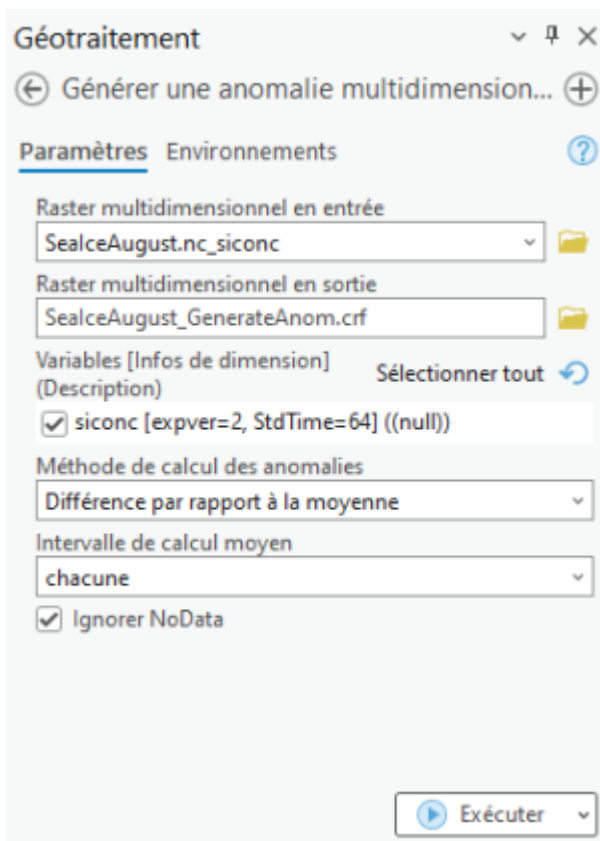 Géotraitement
Générer une anomalie multidimension...
Paramètres Environnements
Raster multidimensionnel en entrée
SeaIceAugust.nc_siconc
Raster multidimensionnel en sortie
SeaIceAugust_GenerateAnom.crf
Variables [Infos de dimension]
(Description)
Sélectionner tout
siconc [expver=2, StdTime=64] ((null))
Méthode de calcul des anomalies
Différence par rapport à la moyenne
Intervalle de calcul moyen
chacune
Ignorer NoData
Exécuter